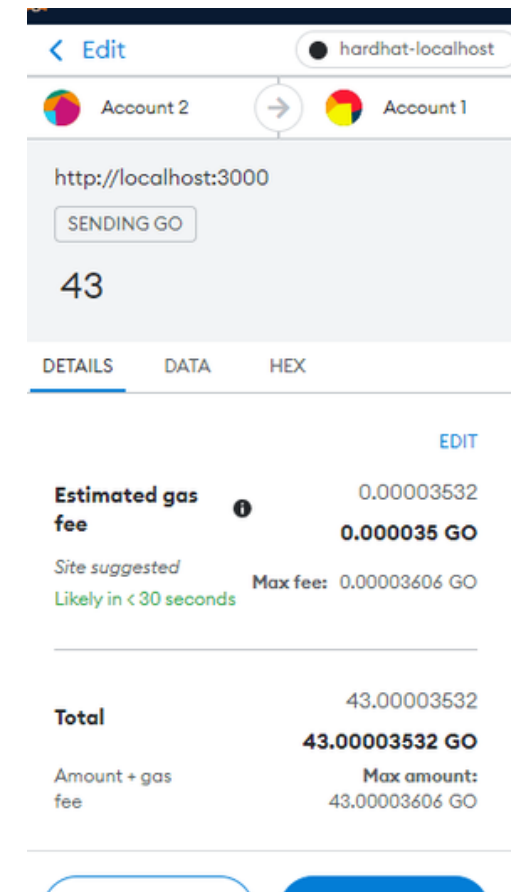 Edit
hardhat-localhost
Account 2
Account 1
http://localhost:3000
SENDING GO
43
DETAILS DATA HEX
EDIT
Estimated gas fee
0.00003532
0.000035 GO
Site suggested
Likely in < 30 seconds
Max fee: 0.00003606 GO
Total
43.00003532
43.00003532 GO
Amount + gas fee
Max amount:
43.00003606 GO